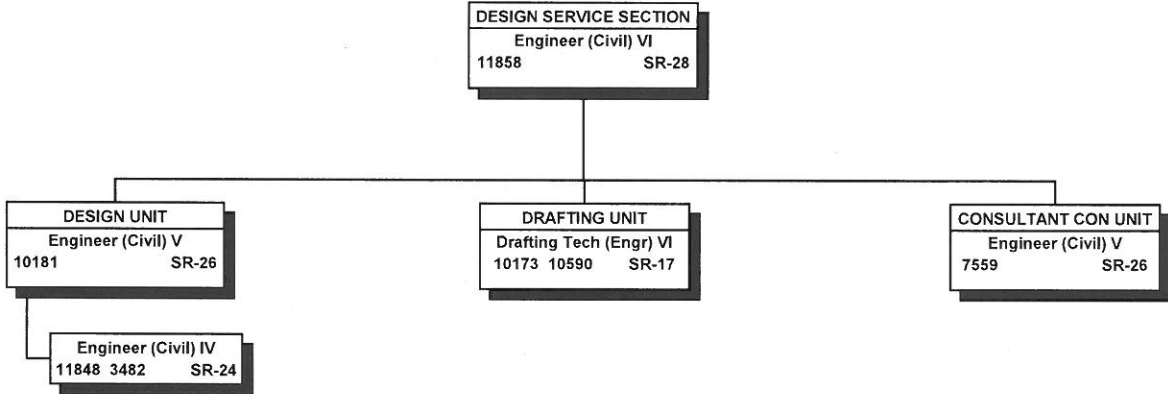 DESIGN SERVICE SECTION
Engineer (Civil) VI
11858 SR-28
DESIGN UNIT
Engineer (Civil) V
10181 SR-26
Engineer (Civil) IV
11848 3482 SR-24
DRAFTING UNIT
Drafting Tech (Engr) VI
10173 10590 SR-17
CONSULTANT CON UNIT
Engineer (Civil) V
7559 SR-26